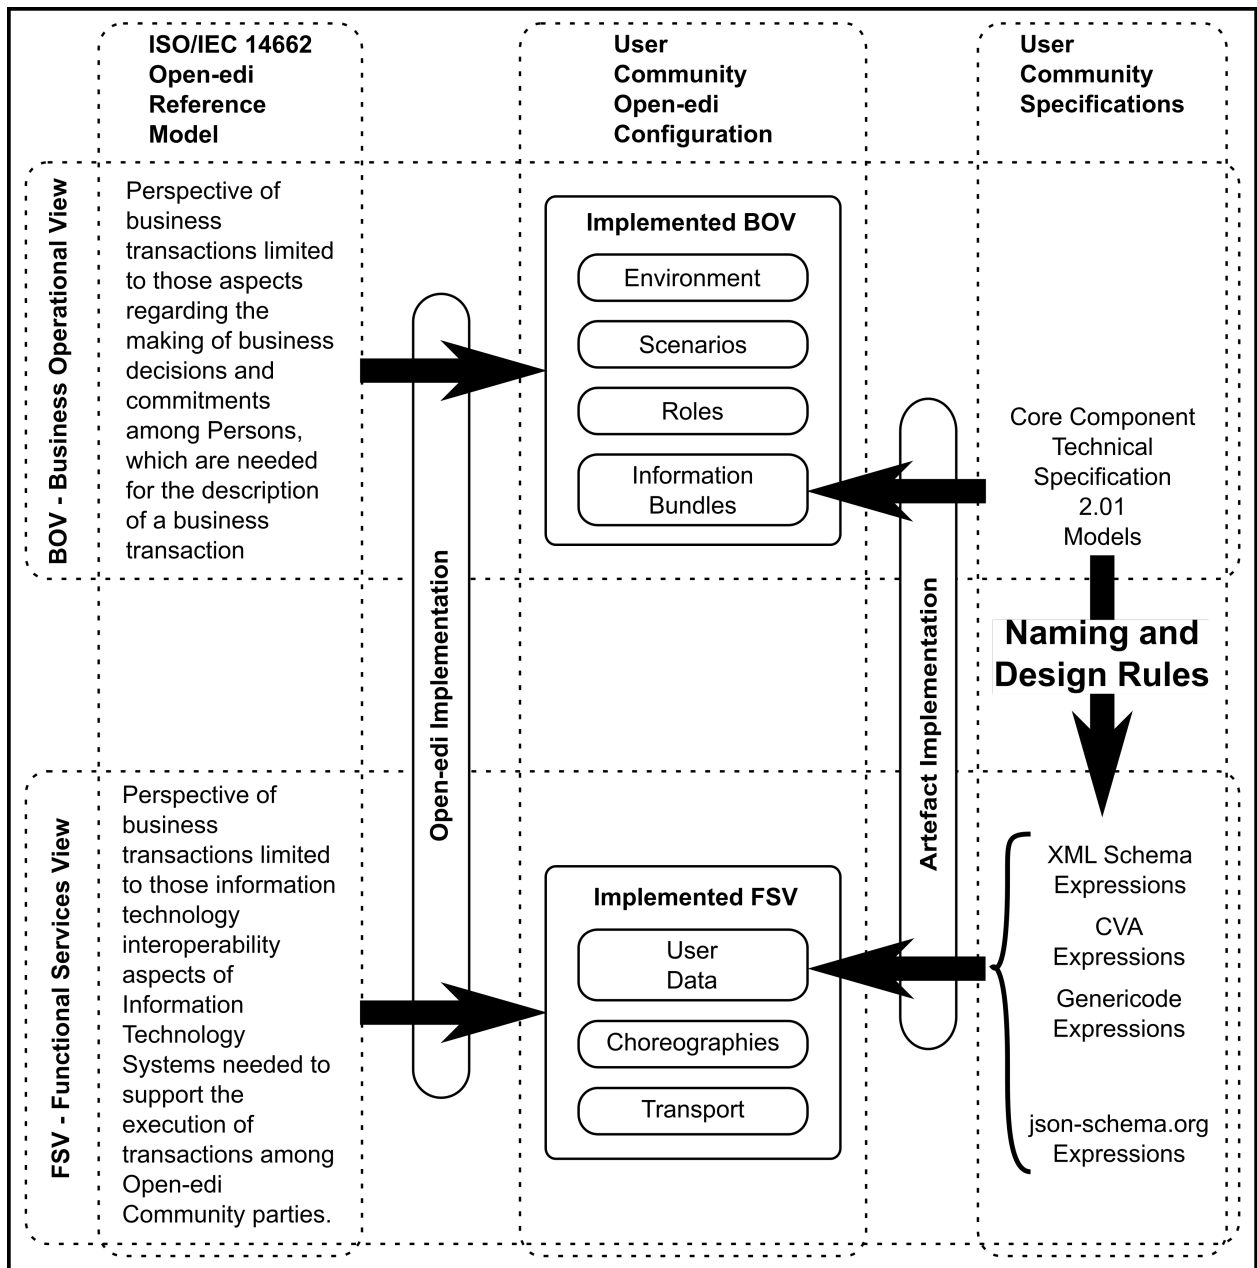 ISO/IEC 14662
Open-edi
Reference
Model
User
Community
Open-edi
Configuration
User
Community
Specifications
BOV - Business Operational View
Perspective of
business
transactions limited
to those aspects
regarding the
making of business
decisions and
commitments
among Persons,
which are needed
for the description
of a business
transaction
Implemented BOV
Environment
Scenarios
Roles
Information
Bundles
Core Component
Technical
Specification
2.01
Models
Open-edi Implementation
Artefact Implementation
Naming and
Design Rules
FSV - Functional Services View
Perspective of
business
transactions limited
to those information
technology
interoperability
aspects of
Information
Technology
Systems needed to
support the
execution of
transactions among
Open-edi
Community parties.
Implemented FSV
User
Data
Choreographies
Transport
XML Schema
Expressions
CVA
Expressions
Genericode
Expressions
json-schema.org
Expressions